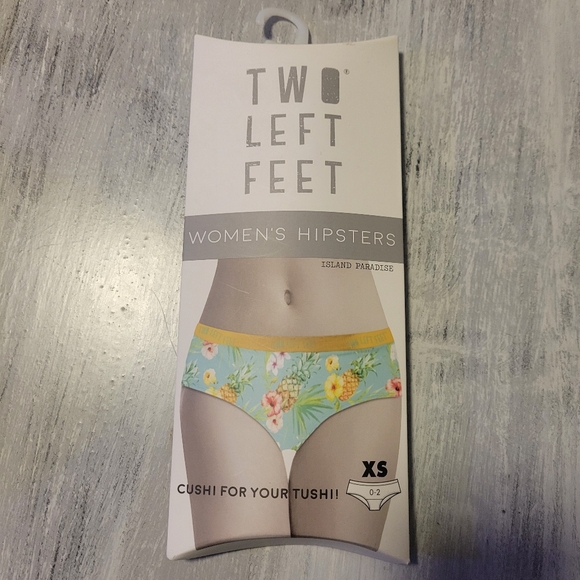 TWO®
LEFT
FEET
WOMEN'S HIPSTERS
ISLAND PARADISE
CUSHI FOR YOUR TUSHI!
XS
0-2